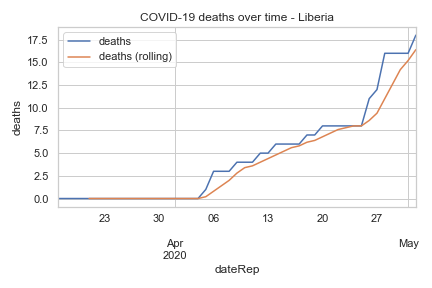 COVID-19 deaths over time - Liberia
deaths
deaths (rolling)
deaths
17.5
15.0
12.5
10.0
7.5
5.0
2.5
0.0
23 30 06 13 20 27
Apr May
2020
dateRep